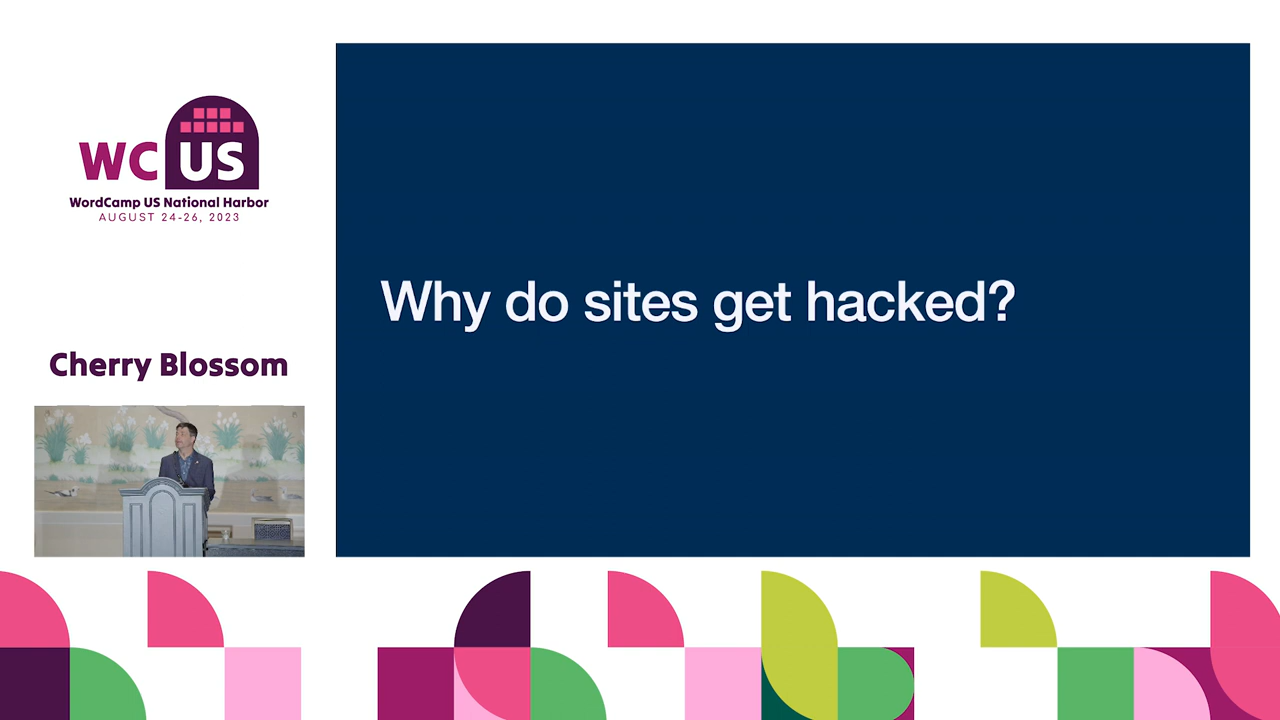 WC US
WordCamp US National Harbor
AUGUST 24-26, 2023
Why do sites get hacked?
Cherry Blossom